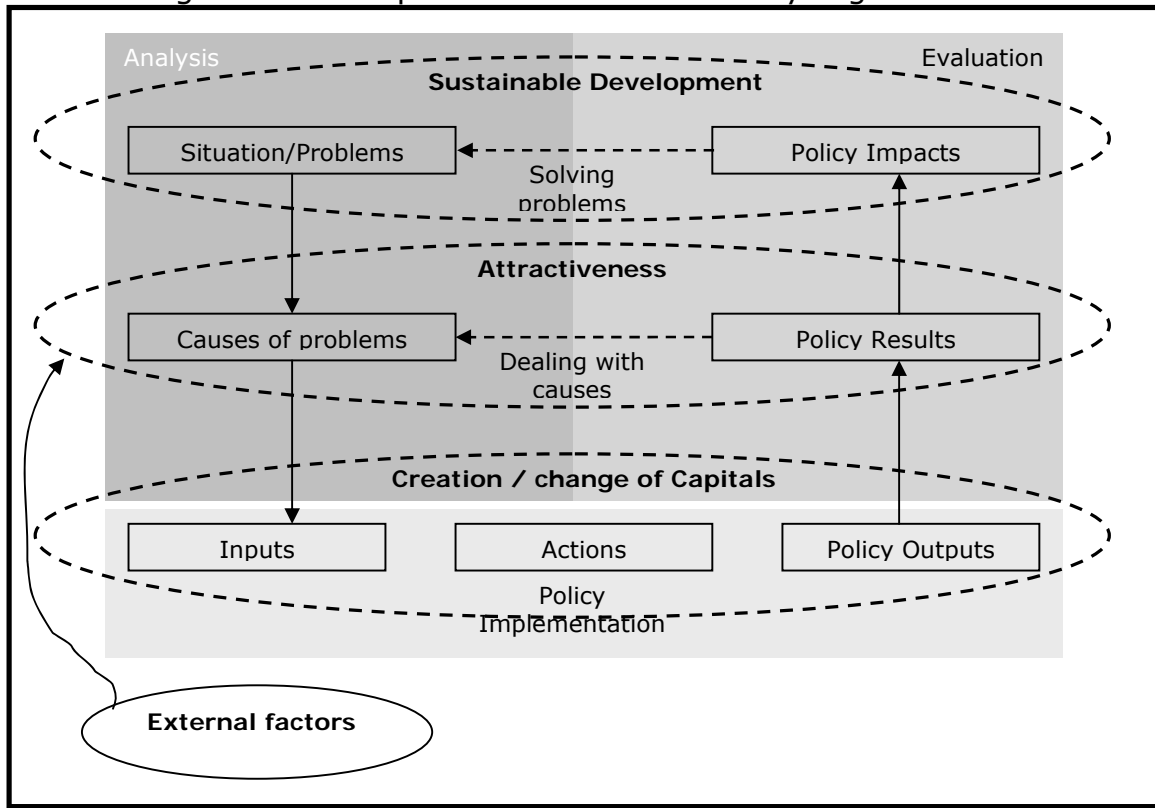 Analysis
Evaluation
Sustainable Development
Situation/Problems
Policy Impacts
Solving
problems
Attractiveness
Causes of problems
Policy Results
Dealing with
causes
Creation / change of Capitals
Inputs
Actions
Policy Outputs
Policy
Implementation
External factors